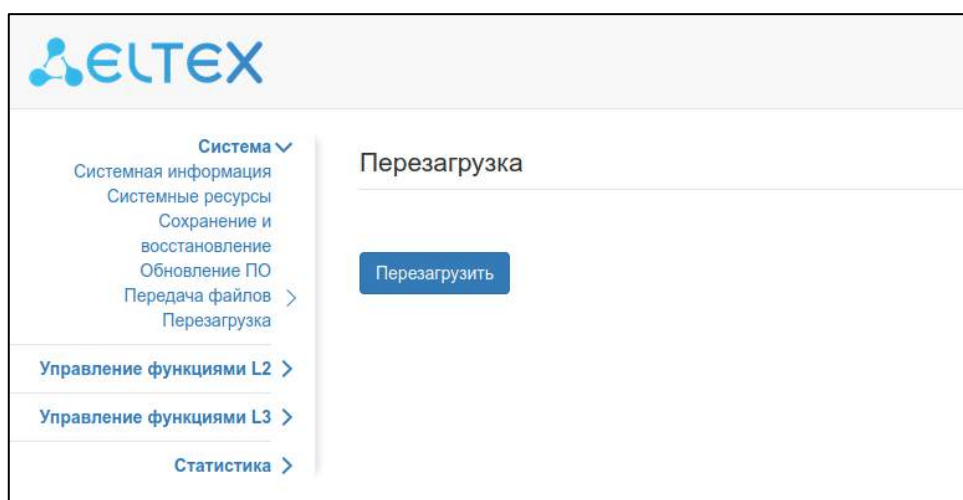 ELTEX
Система
Системная информация
Системные ресурсы
Сохранение и
восстановление
Обновление ПО
Передача файлов
Перезагрузка
Управление функциями L2
Управление функциями L3
Статистика
Перезагрузка
Перезагрузить